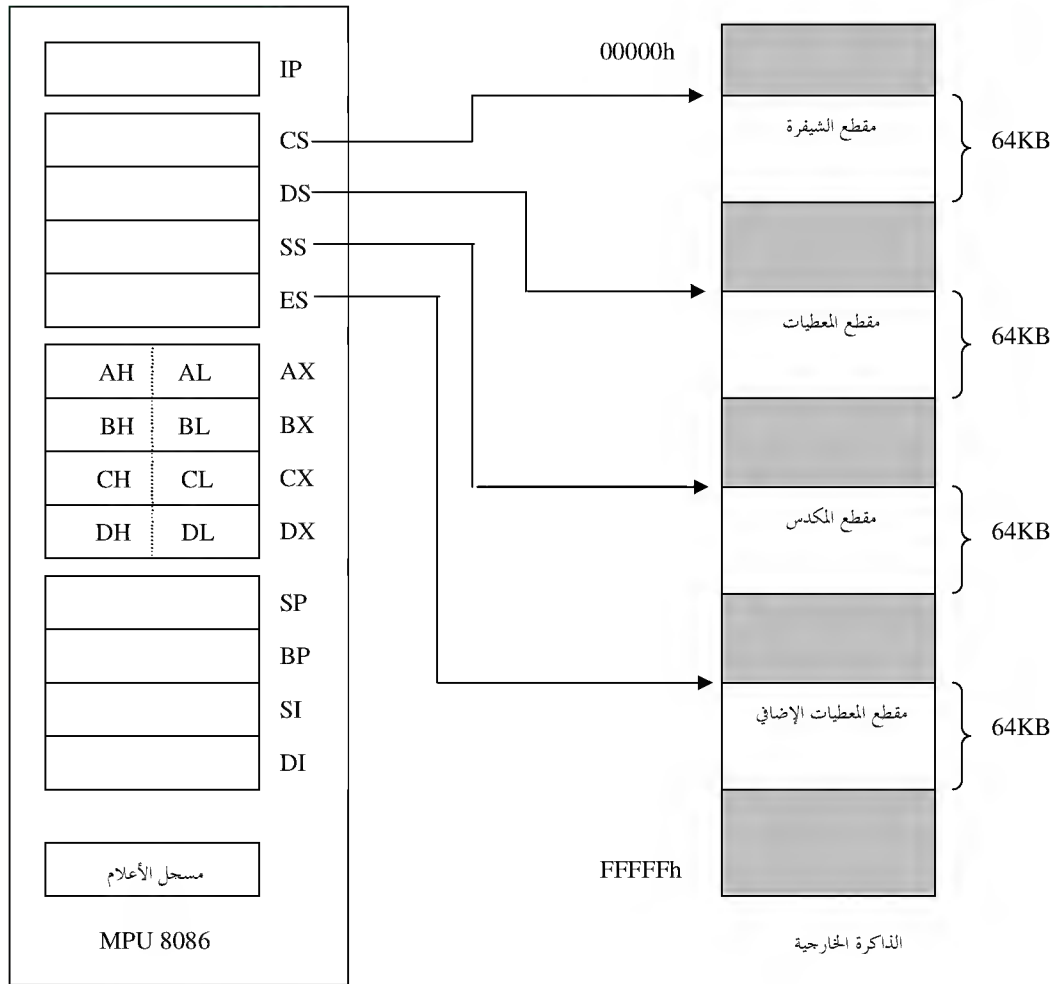 IP
CS
DS
SS
ES
AH AL AX
BH BL BX
CH CL CX
DH DL DX
SP
BP
SI
DI
مسجل الأعلام
MPU 8086
00000h
مقطع الشيفرة
64KB
مقطع المعطيات
64KB
مقطع المكدس
64KB
مقطع المعطيات الإضافي
64KB
FFFFFh
الذاكرة الخارجية